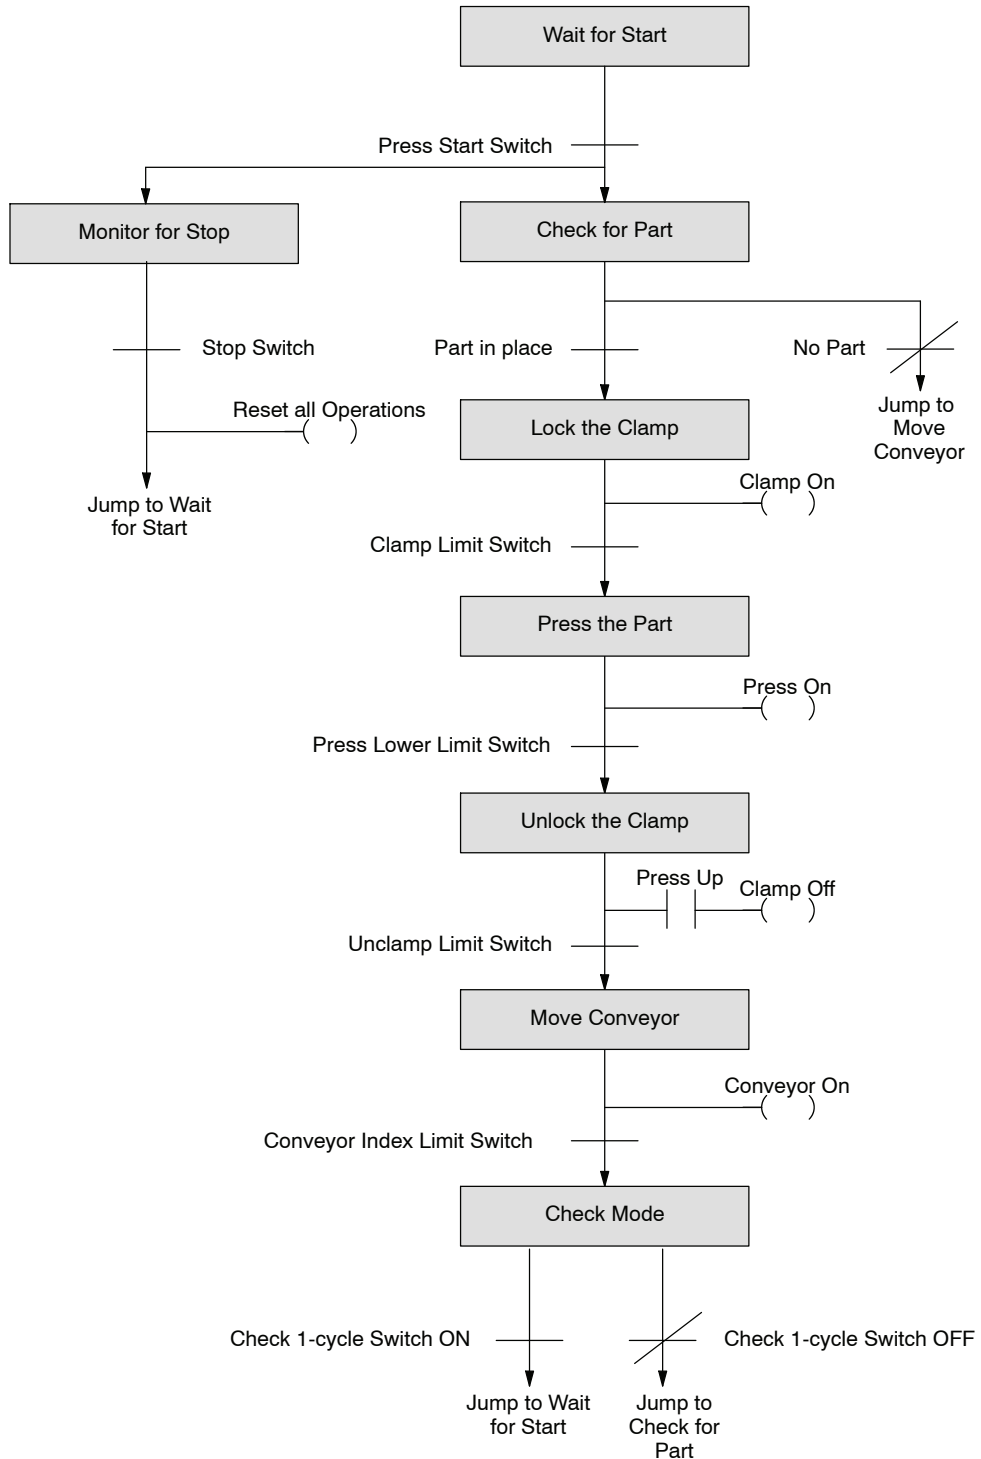 Wait for Start
Press Start Switch
Monitor for Stop
Check for Part
Stop Switch
Part in place
No Part
Jump to
Move
Conveyor
Reset all Operations
Lock the Clamp
Jump to Wait
for Start
Clamp On
Clamp Limit Switch
Press the Part
Press On
Press Lower Limit Switch
Unlock the Clamp
Press Up
Clamp Off
Unclamp Limit Switch
Move Conveyor
Conveyor On
Conveyor Index Limit Switch
Check Mode
Check 1-cycle Switch ON
Check 1-cycle Switch OFF
Jump to Wait
for Start
Jump to
Check for
Part